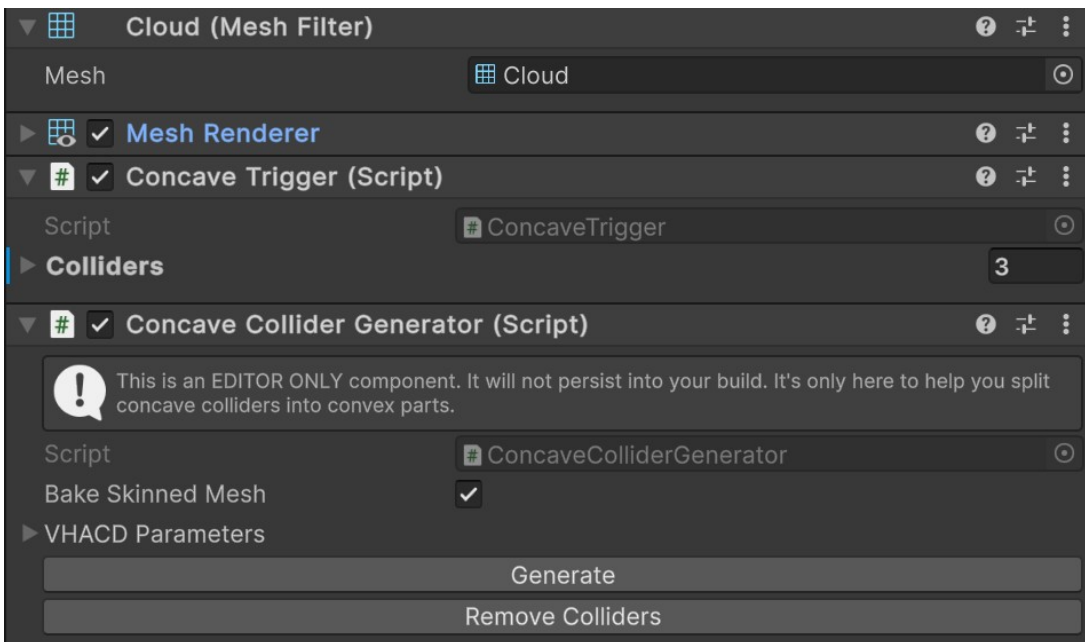 Cloud (Mesh Filter)
Mesh
Cloud
Mesh Renderer
# Concave Trigger (Script)
Script
# ConcaveTrigger
Colliders
3
# Concave Collider Generator (Script)
This is an EDITOR ONLY component. It will not persist into your build. It's only here to help you split
concave colliders into convex parts.
Script
# ConcaveColliderGenerator
Bake Skinned Mesh
VHACD Parameters
Generate
Remove Colliders